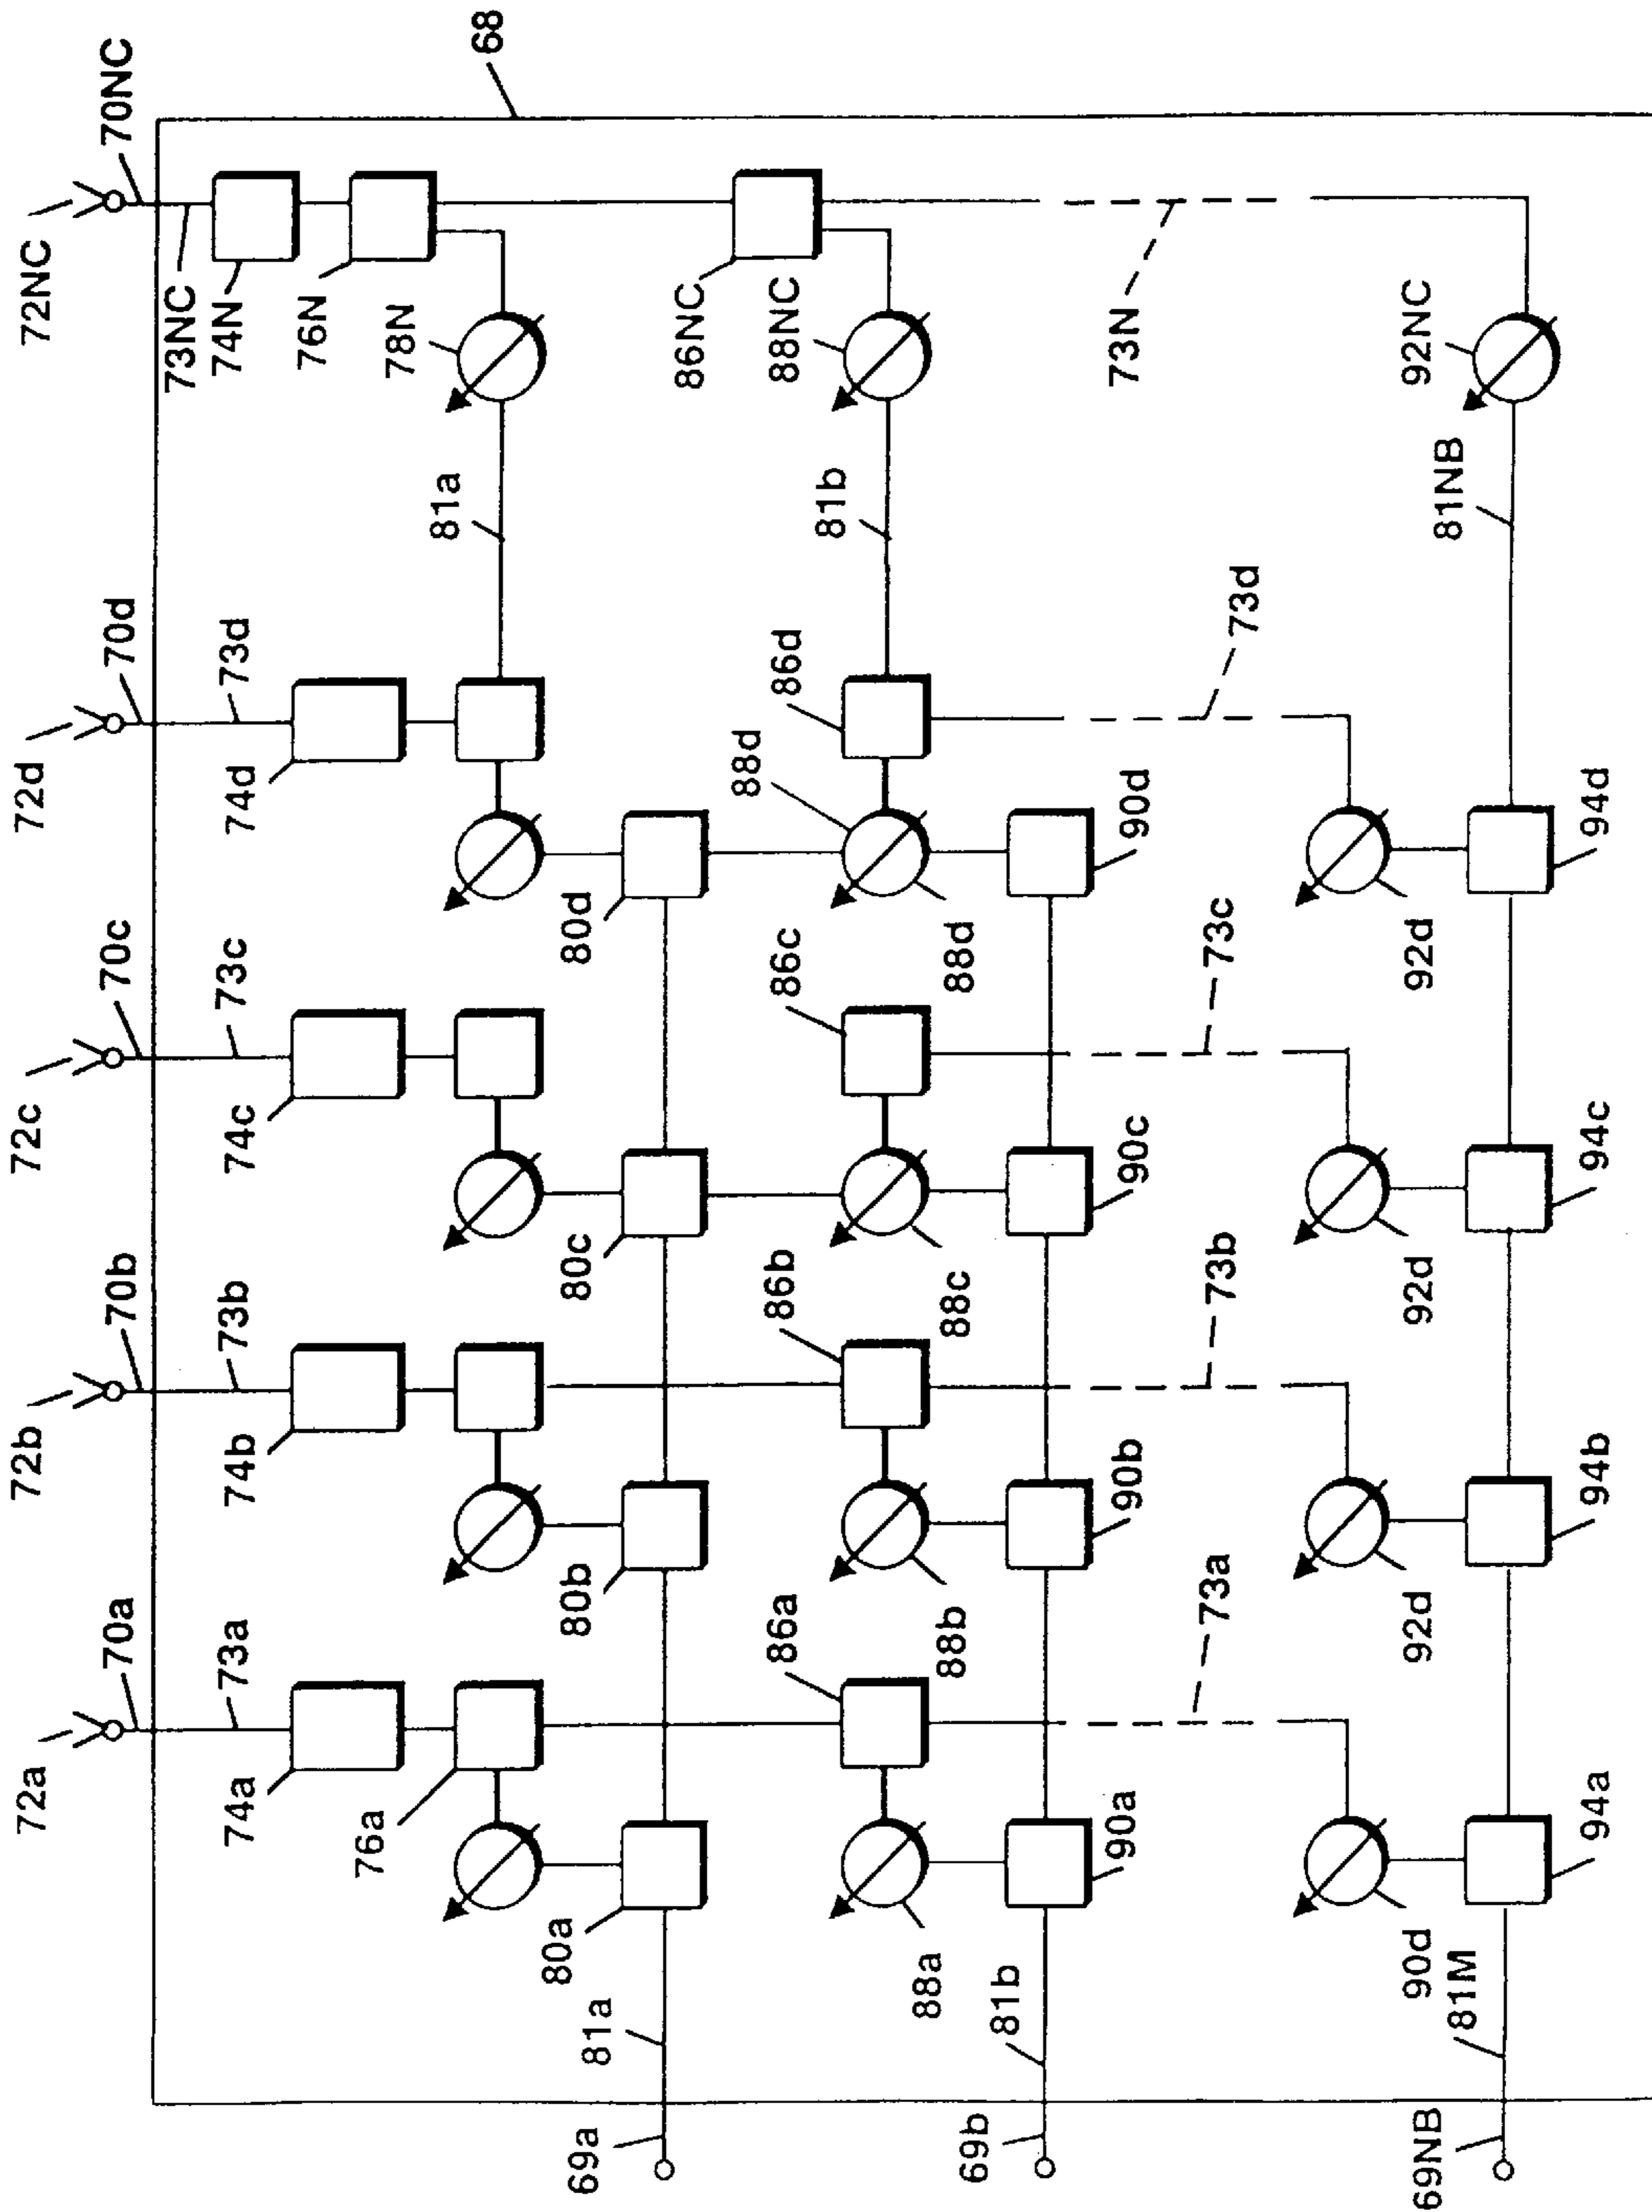 72a
72b
72c
72d
72NC
70a
70b
70c
70d
70NC
73NC
73a
73b
73c
73d
74a
74b
74c
74d
74N
76N
76a
78N
81a
68
80a
80b
80c
80d
69a
81a
86NC
88d
86a
86b
86c
86d
88NC
81b
88a
88b
88c
88d
69b
81b
90a
90b
90c
90d
73N
73a
73b
73c
73d
90d
92d
92d
92d
92NC
69NB
81M
81NB
94a
94b
94c
94d